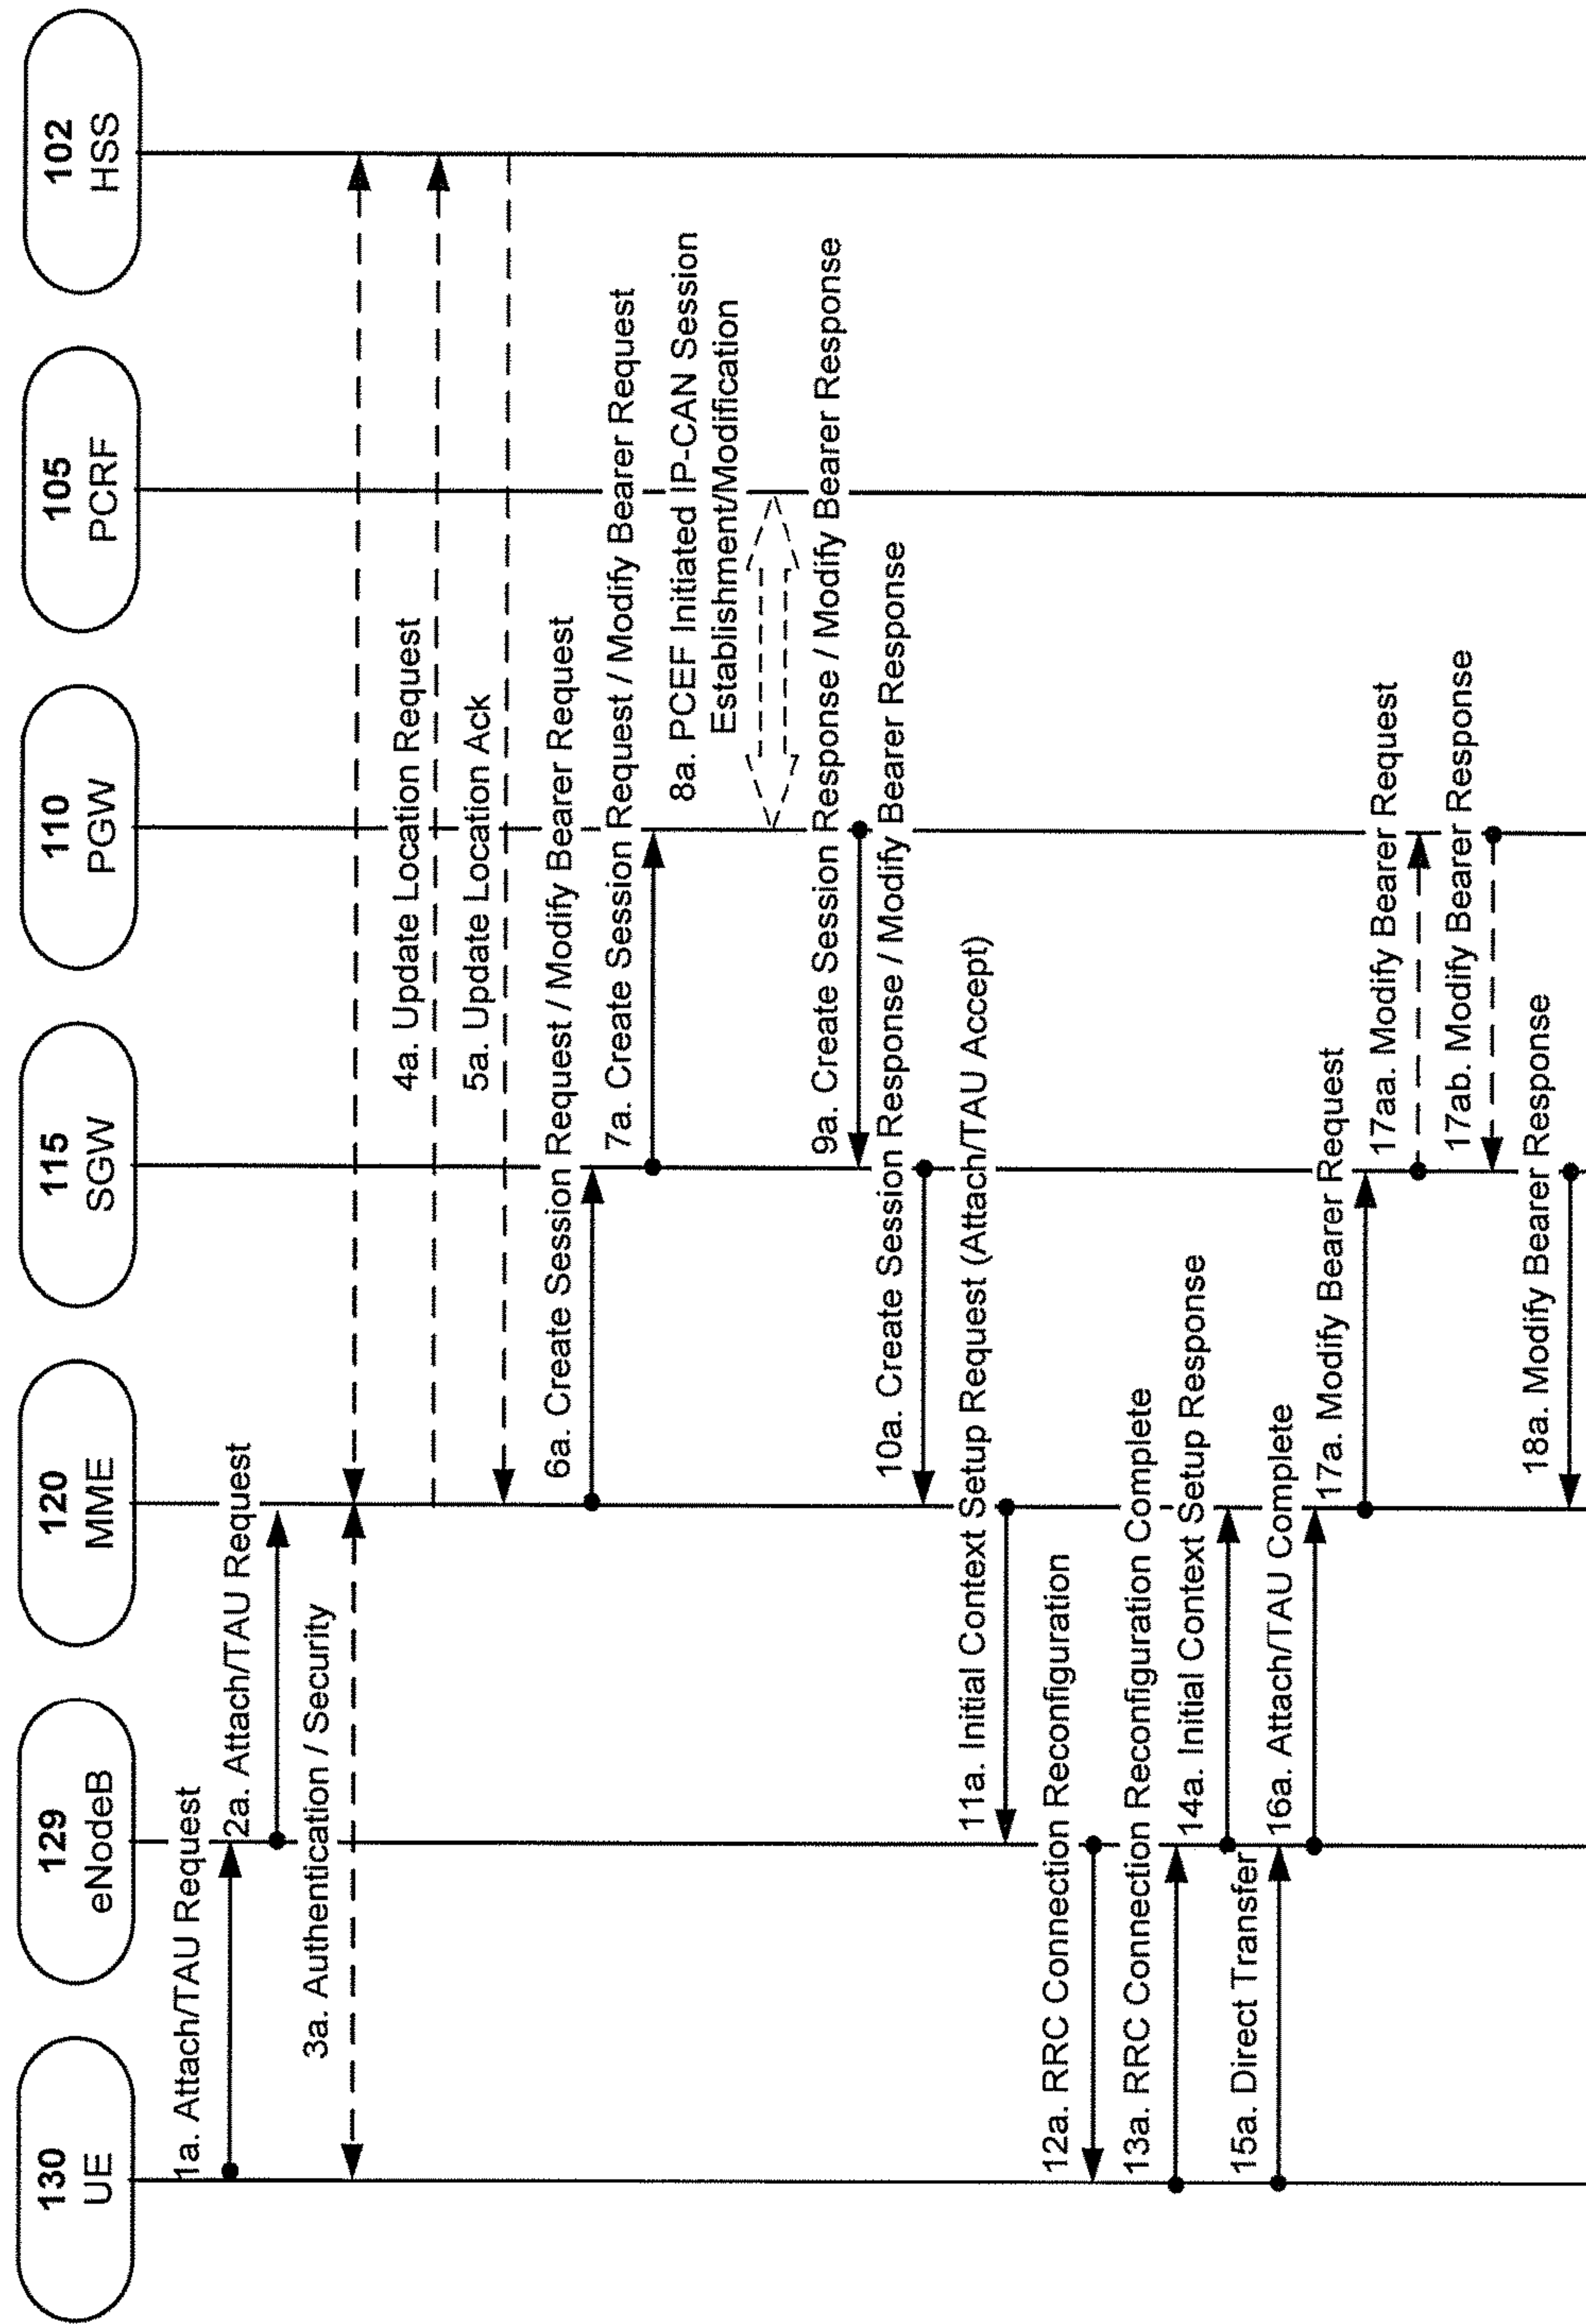 130
UE
129
eNodeB
120
MME
115
SGW
110
PGW
105
PCRF
102
HSS
1a. Attach/TAU Request
2a. Attach/TAU Request
3a. Authentication / Security
4a. Update Location Request
5a. Update Location Ack
6a. Create Session Request / Modify Bearer Request
7a. Create Session Request / Modify Bearer Request
8a. PCEF Initiated IP-CAN Session
Establishment/Modification
9a. Create Session Response / Modify Bearer Response
10a. Create Session Response / Modify Bearer Response
11a. Initial Context Setup Request (Attach/TAU Accept)
12a. RRC Connection Reconfiguration
13a. RRC Connection Reconfiguration Complete
14a. Initial Context Setup Response
15a. Direct Transfer
16a. Attach/TAU Complete
17a. Modify Bearer Request
17aa. Modify Bearer Request
17ab. Modify Bearer Response
18a. Modify Bearer Response